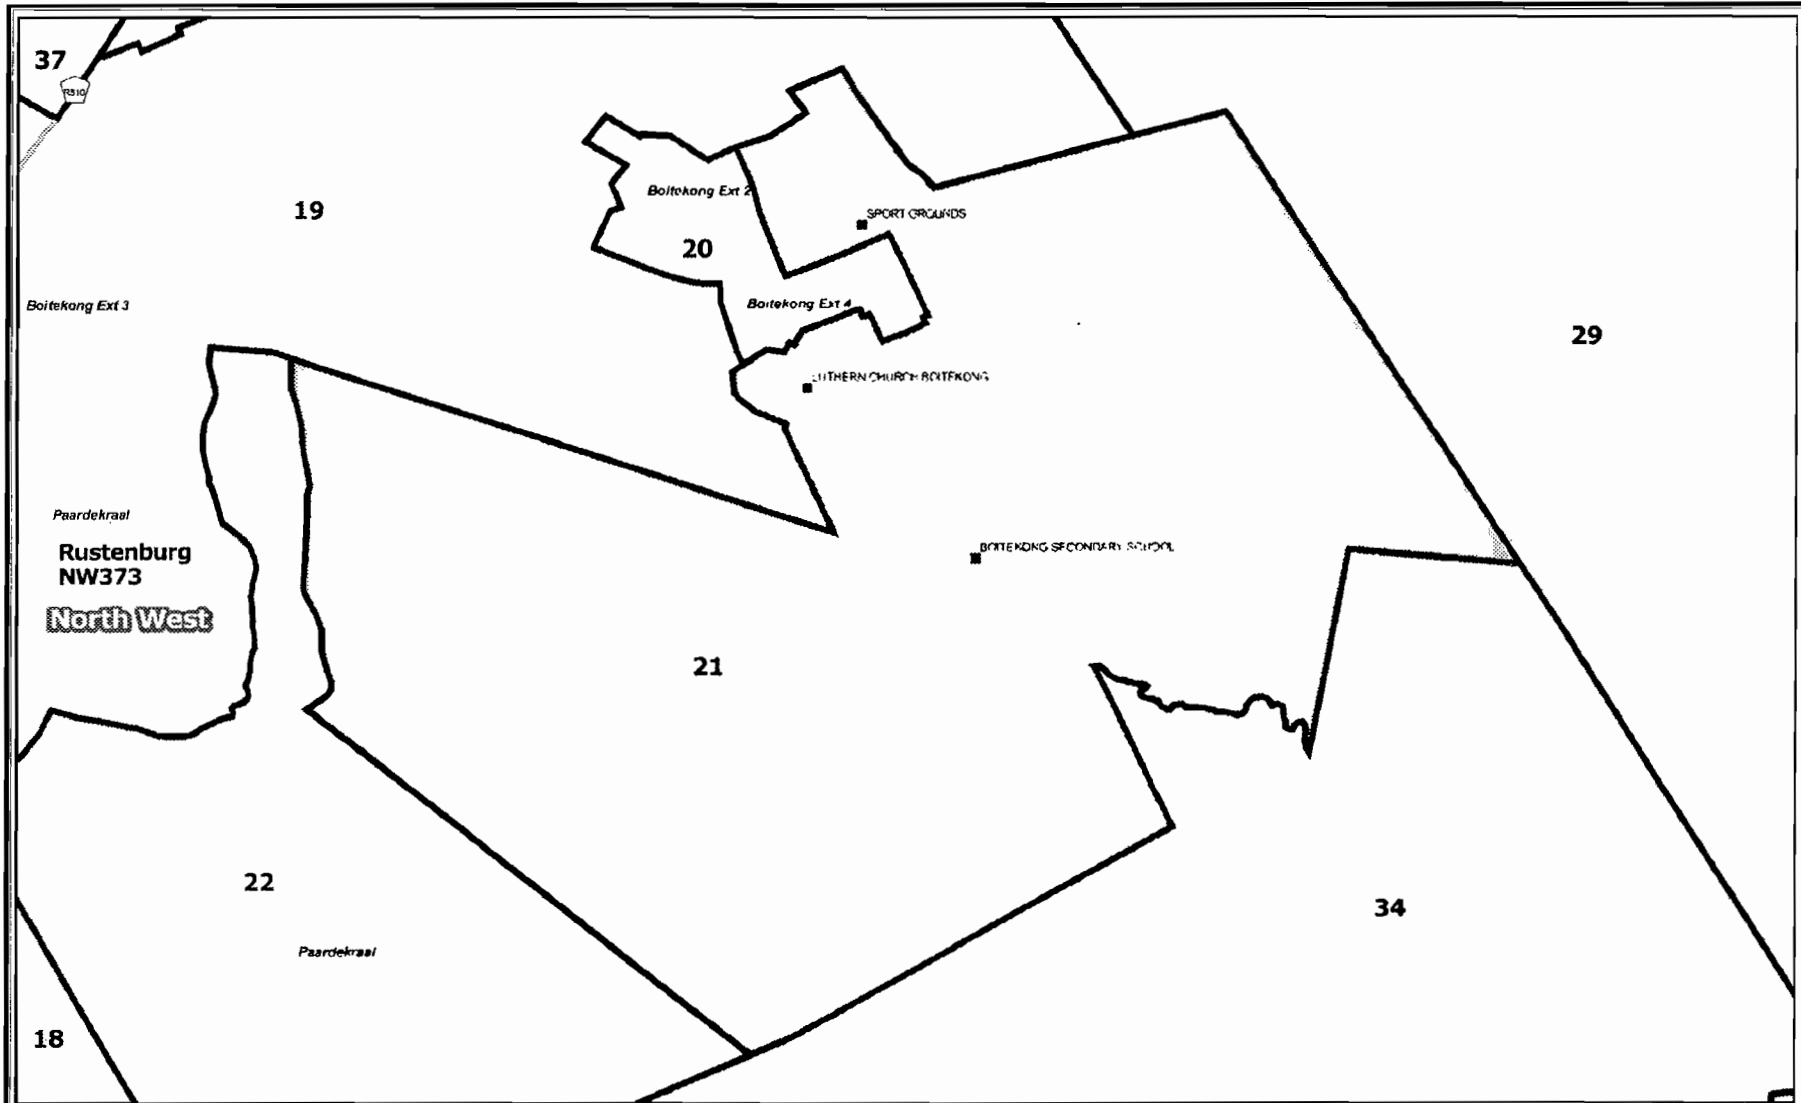 37
R510
19
Boitekong Ext 2
SPORT GROUNDS
20
Boitekong Ext 3
Boitekong Ext 4
29
LUTHERN CHURCH BOITEKONG
Paardekraal
Rustenburg
NW373
North West
BOITEKONG SECONDARY SCHOOL
21
22
34
Paardekraal
18